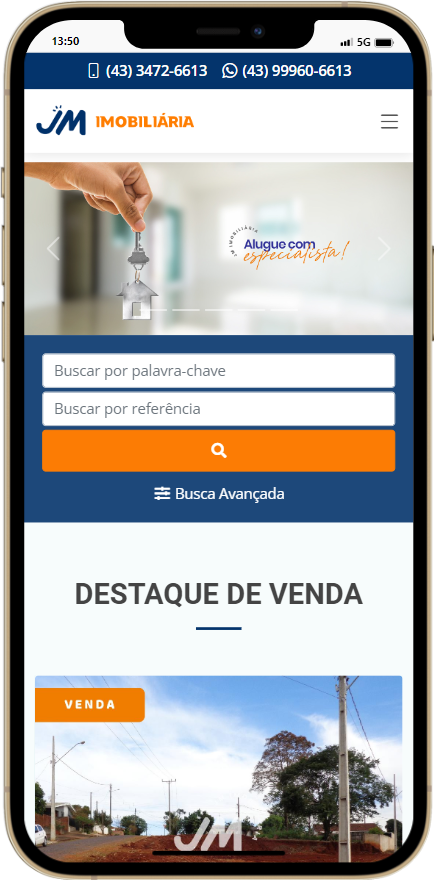 13:50
5G
(43) 3472-6613 (43) 99960-6613
JM IMOBILIÁRIA
JM IMOBILIÁRIA
Alugue com
especialista!
Buscar por palavra-chave
Buscar por referência
Busca Avançada
DESTAQUE DE VENDA
VENDA
JM